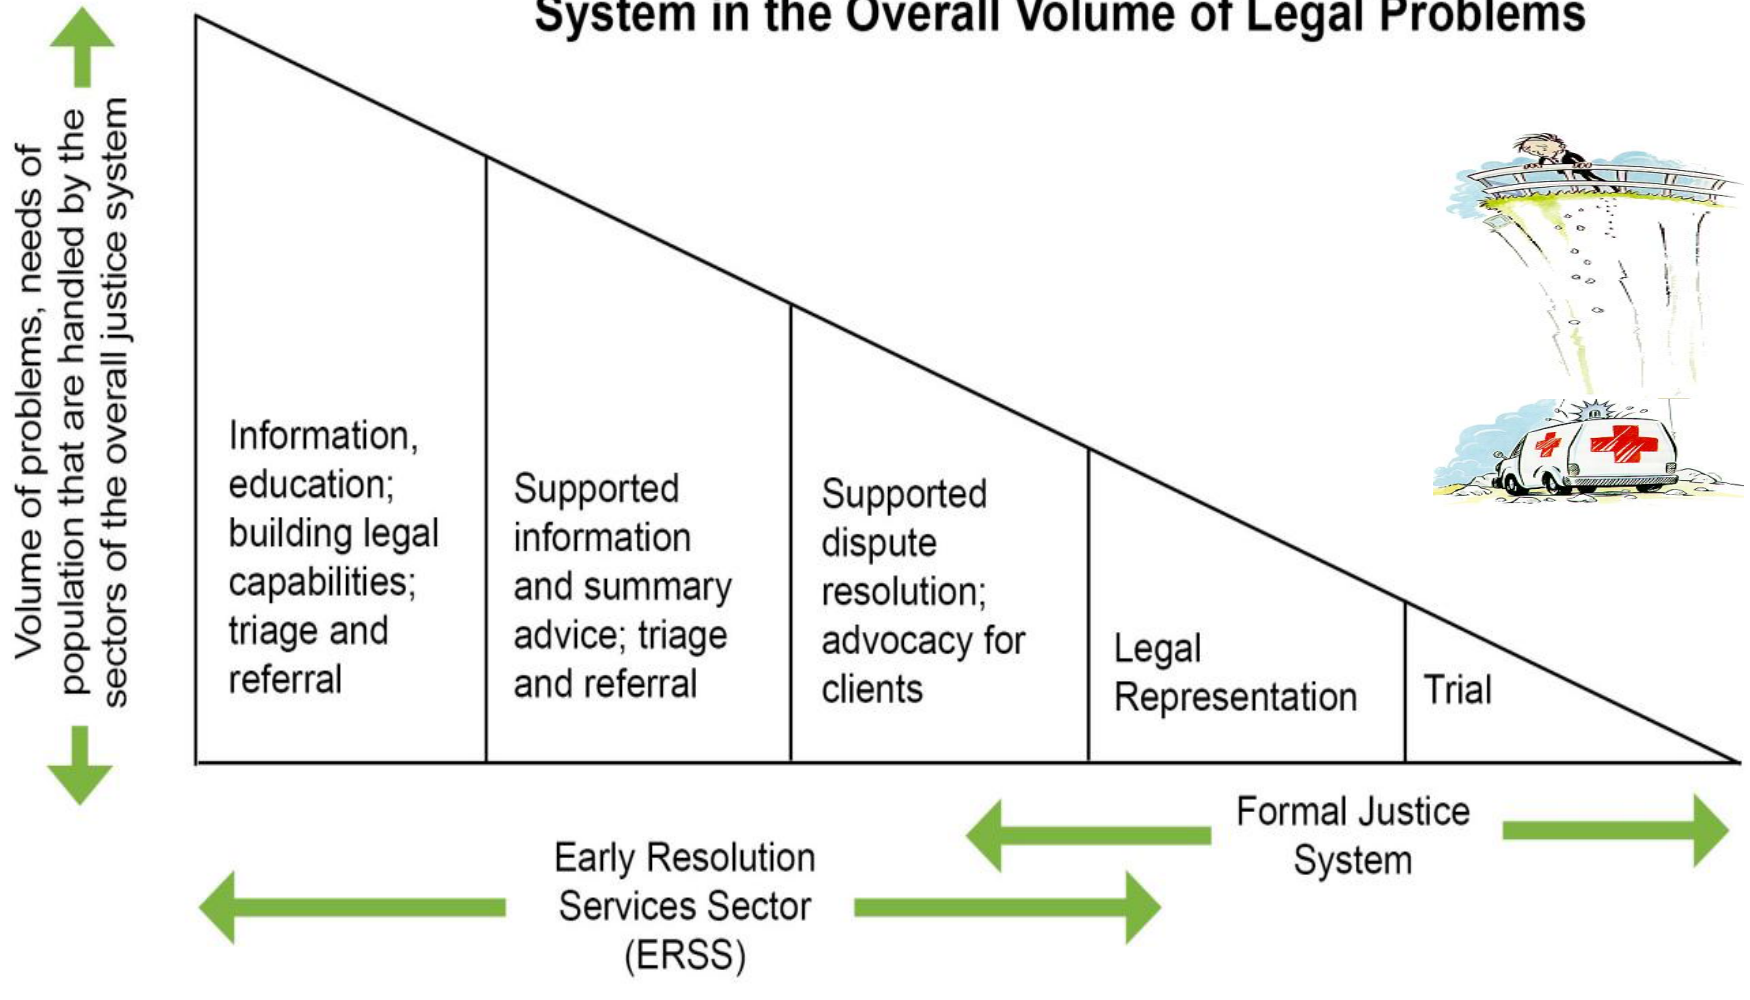 System in the Overall Volume of Legal Problems
Volume of problems, needs of
population that are handled by the
sectors of the overall justice system
Information,
education;
building legal
capabilities;
triage and
referral
Supported
information
and summary
advice; triage
and referral
Supported
dispute
resolution;
advocacy for
clients
Legal
Representation
Trial
Formal Justice
System
Early Resolution
Services Sector
(ERSS)